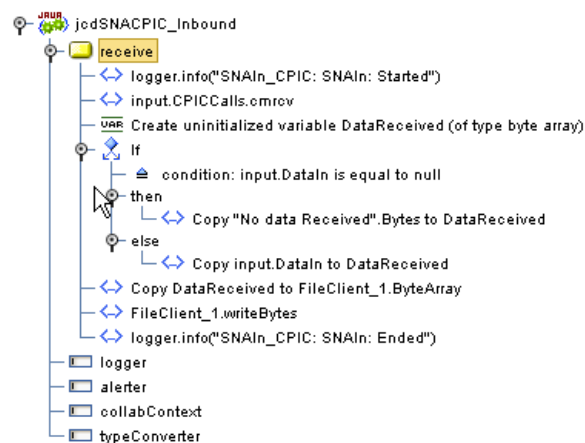 JAVA jcdSNACPIC_Inbound
receive
logger.info("SNAIn_CPIC: SNAIn: Started")
input.CPICCalls.cmrcv
VAR Create uninitialized variable DataReceived (of type byte array)
If
condition: input.DataIn is equal to null
then
Copy "No data Received".Bytes to DataReceived
else
Copy input.DataIn to DataReceived
Copy DataReceived to FileClient_1.ByteArray
FileClient_1.writeBytes
logger.info("SNAIn_CPIC: SNAIn: Ended")
logger
alerter
collabContext
typeConverter